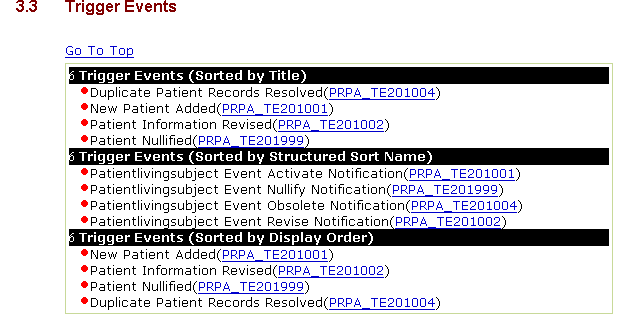 3.3 Trigger Events
Go To Top
6 Trigger Events (Sorted by Title)
Duplicate Patient Records Resolved(PRPA_TE201004)
New Patient Added(PRPA_TE201001)
Patient Information Revised(PRPA_TE201002)
Patient Nullified(PRPA_TE201999)
6 Trigger Events (Sorted by Structured Sort Name)
Patientlivingsubject Event Activate Notification(PRPA_TE201001)
Patientlivingsubject Event Nullify Notification(PRPA_TE201999)
Patientlivingsubject Event Obsolete Notification(PRPA_TE201004)
Patientlivingsubject Event Revise Notification(PRPA_TE201002)
6 Trigger Events (Sorted by Display Order)
New Patient Added(PRPA_TE201001)
Patient Information Revised(PRPA_TE201002)
Patient Nullified(PRPA_TE201999)
Duplicate Patient Records Resolved(PRPA_TE201004)